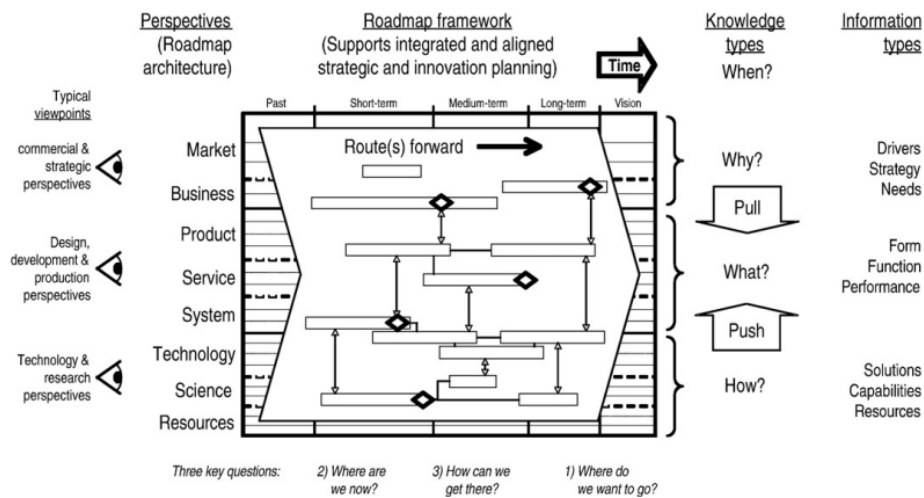 Perspectives
(Roadmap
architecture)
Roadmap framework
(Supports integrated and aligned
strategic and innovation planning)
Time
Knowledge
types
When?
Information
types
Typical
viewpoints
Past
Short-term
Medium-term
Long-term
Vision
commercial &
strategic
perspectives
Market
Business
Route(s) forward
Why?
Drivers
Strategy
Needs
Pull
Design,
development &
production
perspectives
Product
Service
System
What?
Form
Function
Performance
Push
Technology &
research
perspectives
Technology
Science
Resources
How?
Solutions
Capabilities
Resources
Three key questions:
2) Where are
we now?
3) How can we
get there?
1) Where do
we want to go?